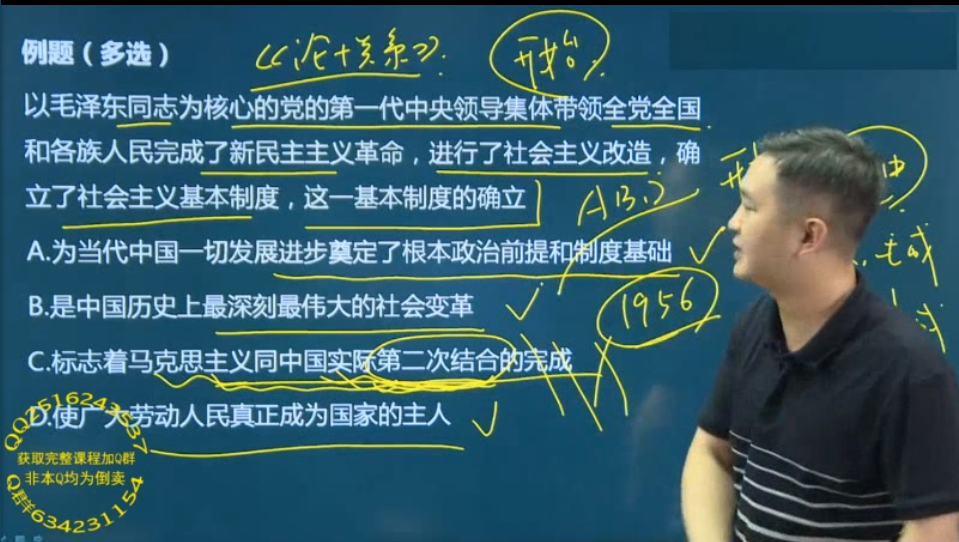 例题（多选）
《论十关系》
开始
以毛泽东同志为核心的党的第一代中央领导集体带领全党全国
和各族人民完成了新民主主义革命，进行了社会主义改造，确
立了社会主义基本制度，这一基本制度的确立
ABD
A.为当代中国一切发展进步奠定了根本政治前提和制度基础
B.是中国历史上最深刻最伟大的社会变革
1956
C.标志着马克思主义同中国实际第二次结合的完成
D.使广大劳动人民真正成为国家的主人
获取完整课程加Q群
非本Q均为倒卖
Q群634231154